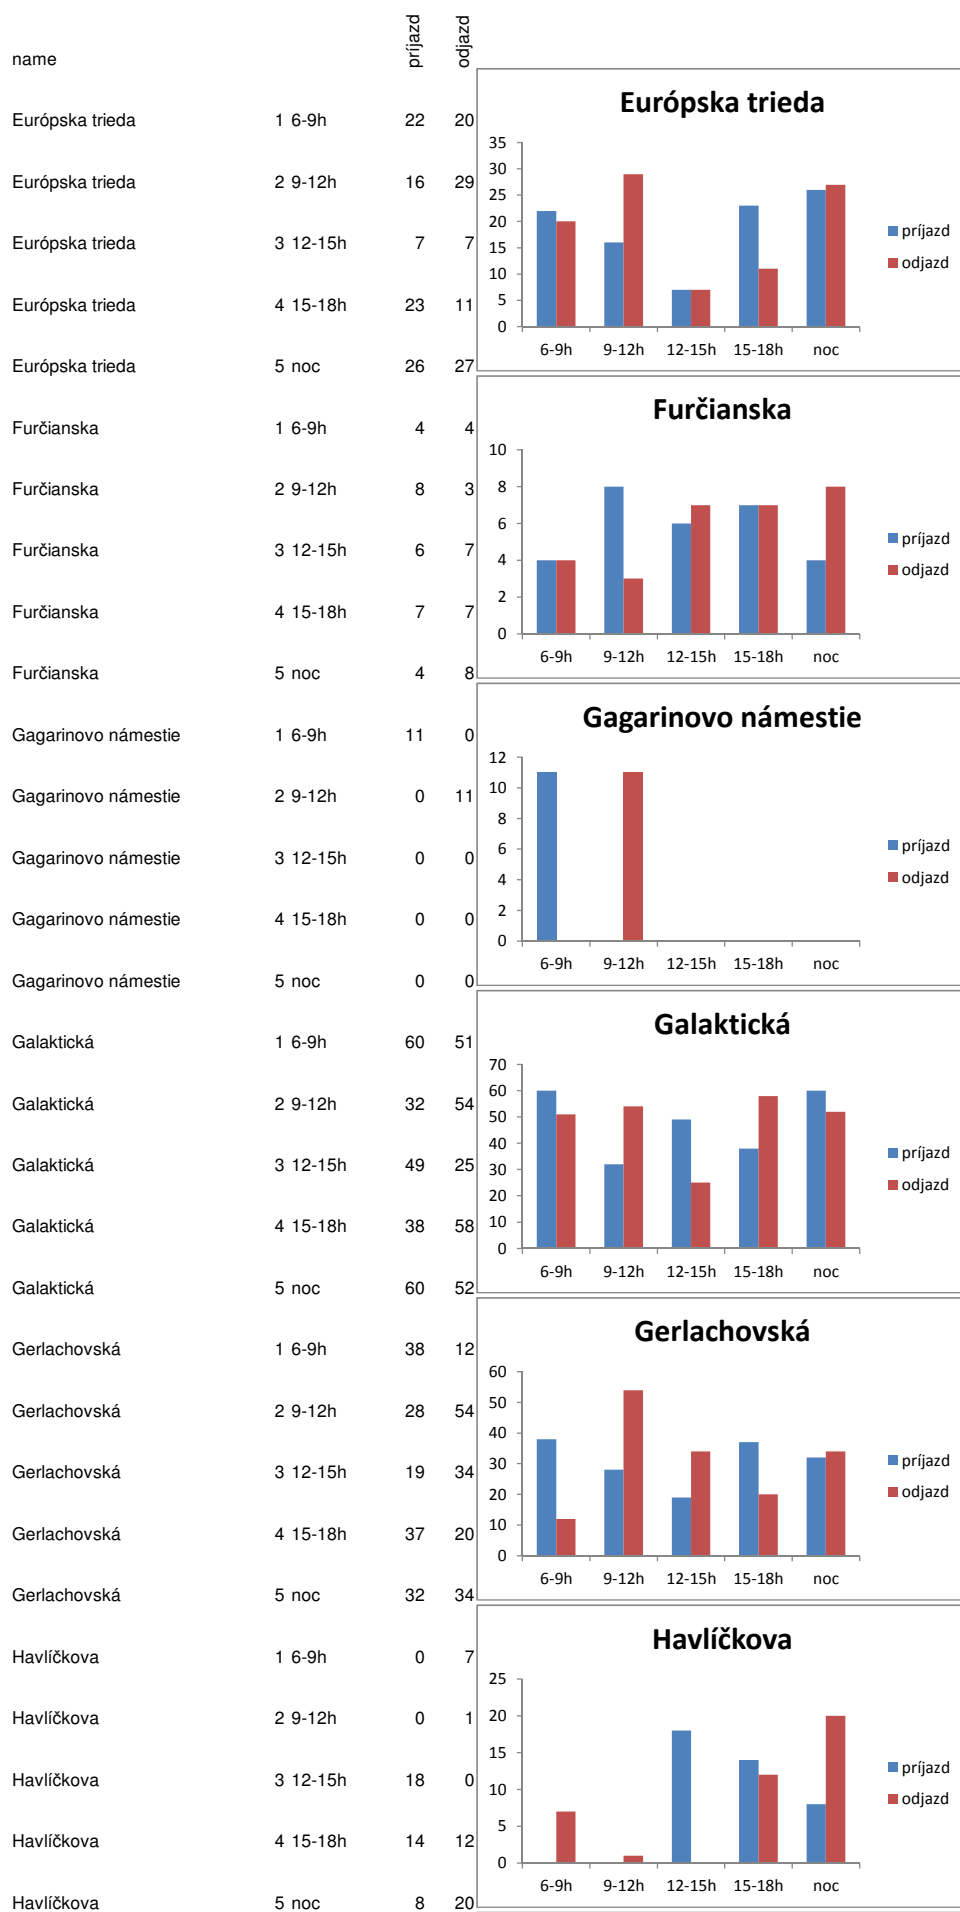 name príjazd odjazd
Európska trieda 1 6-9h 22 20
Európska trieda 2 9-12h 16 29
Európska trieda 3 12-15h 7 7
Európska trieda 4 15-18h 23 11
Európska trieda 5 noc 26 27
Európska trieda
35
30
25
20
15
10
5
0
6-9h 9-12h 12-15h 15-18h noc
príjazd
odjazd
Furčianska 1 6-9h 4 4
Furčianska 2 9-12h 8 3
Furčianska 3 12-15h 6 7
Furčianska 4 15-18h 7 7
Furčianska 5 noc 4 8
Furčianska
10
8
6
4
2
0
6-9h 9-12h 12-15h 15-18h noc
príjazd
odjazd
Gagarinovo námestie 1 6-9h 11 0
Gagarinovo námestie 2 9-12h 0 11
Gagarinovo námestie 3 12-15h 0 0
Gagarinovo námestie 4 15-18h 0 0
Gagarinovo námestie 5 noc 0 0
Gagarinovo námestie
12
10
8
6
4
2
0
6-9h 9-12h 12-15h 15-18h noc
príjazd
odjazd
Galaktická 1 6-9h 60 51
Galaktická 2 9-12h 32 54
Galaktická 3 12-15h 49 25
Galaktická 4 15-18h 38 58
Galaktická 5 noc 60 52
Galaktická
70
60
50
40
30
20
10
0
6-9h 9-12h 12-15h 15-18h noc
príjazd
odjazd
Gerlachovská 1 6-9h 38 12
Gerlachovská 2 9-12h 28 54
Gerlachovská 3 12-15h 19 34
Gerlachovská 4 15-18h 37 20
Gerlachovská 5 noc 32 34
Gerlachovská
60
50
40
30
20
10
0
6-9h 9-12h 12-15h 15-18h noc
príjazd
odjazd
Havlíčkova 1 6-9h 0 7
Havlíčkova 2 9-12h 0 1
Havlíčkova 3 12-15h 18 0
Havlíčkova 4 15-18h 14 12
Havlíčkova 5 noc 8 20
Havlíčkova
25
20
15
10
5
0
6-9h 9-12h 12-15h 15-18h noc
príjazd
odjazd